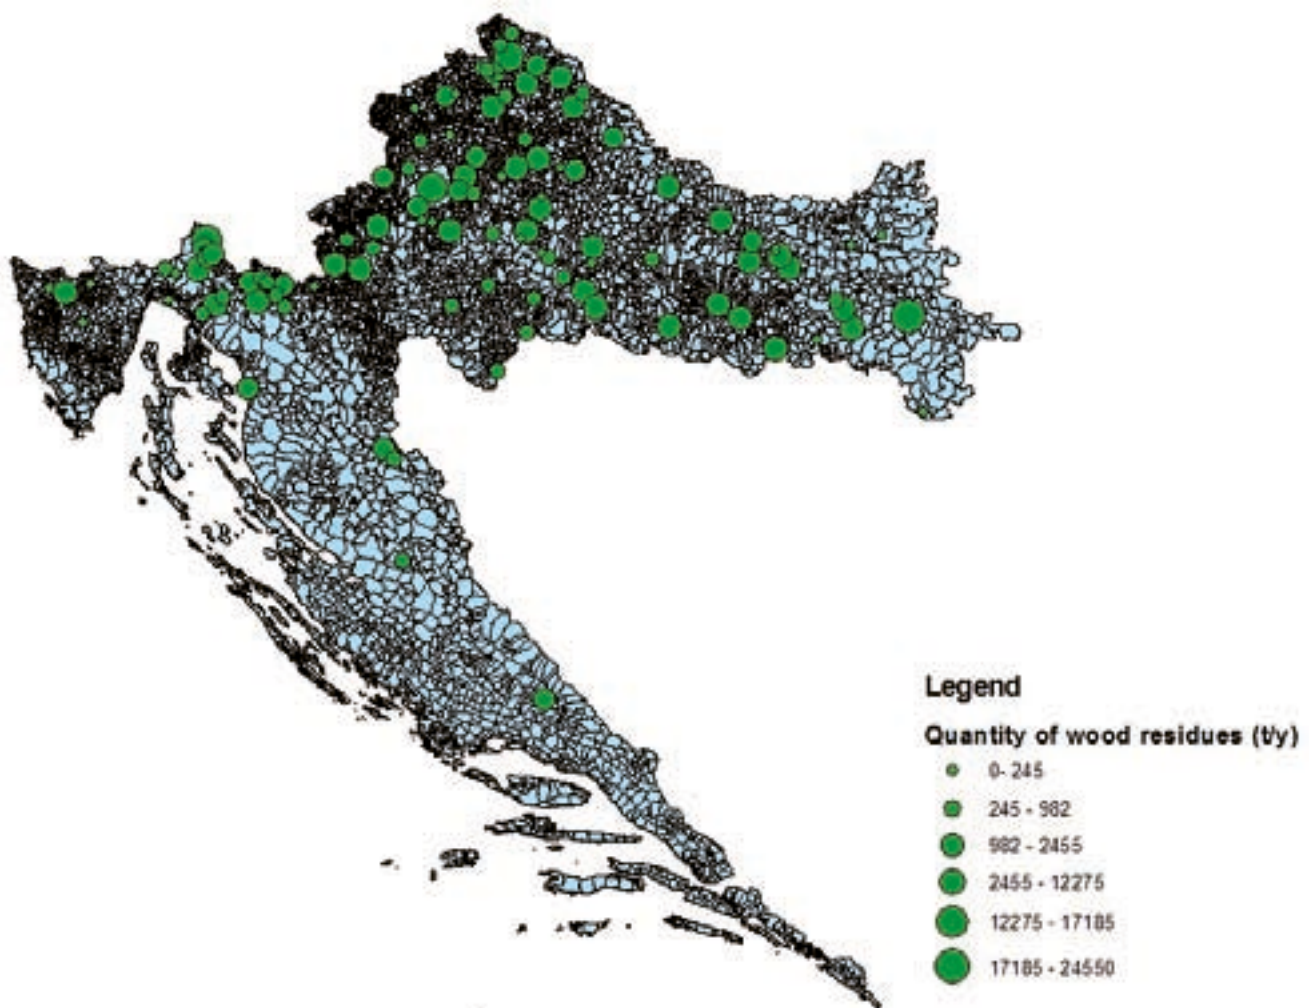 Legend
Quantity of wood residues (t/y)
0- 245
245 - 982
982 - 2455
2455 - 12275
12275 - 17185
17185 - 24550